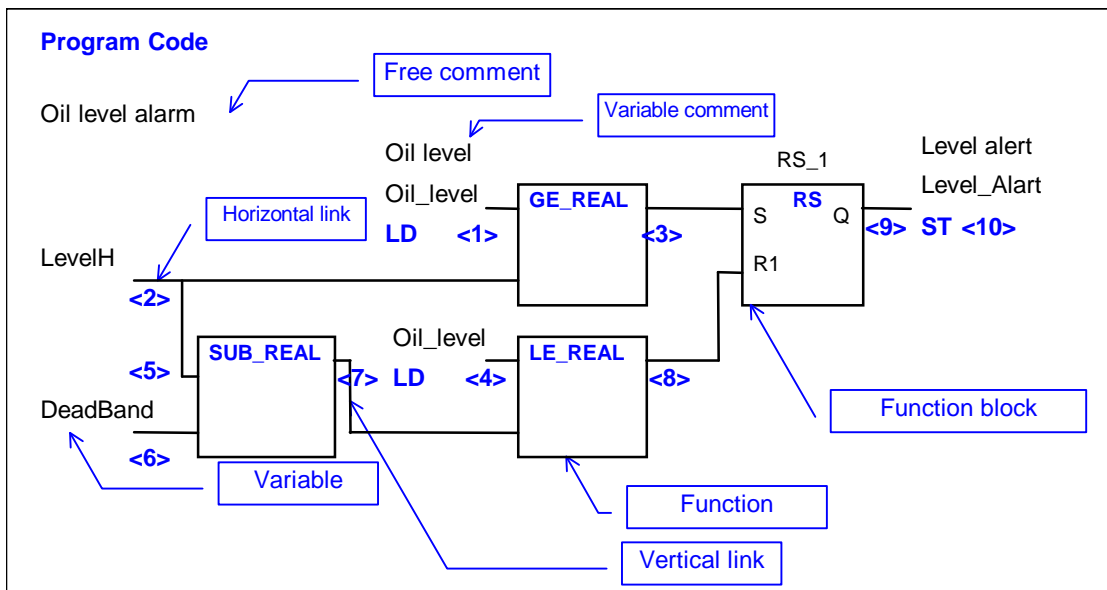 Program Code
Free comment
Oil level alarm
Variable comment
Oil level
RS_1
Level alert
Oil_level
GE_REAL
RS
Level_Alart
Horizontal link
LD <1>
<3>
S Q
<9> ST <10>
LevelH
R1
<2>
Oil_level
SUB_REAL
LE_REAL
<5>
<7> LD <4>
<8>
DeadBand
Function block
<6>
Variable
Function
Vertical link